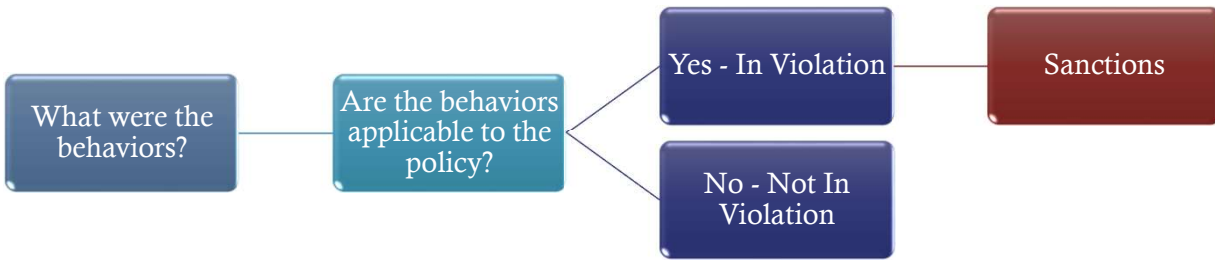 What were the
behaviors?
Are the behaviors
applicable to the
policy?
Yes - In Violation
Sanctions
No - Not In
Violation